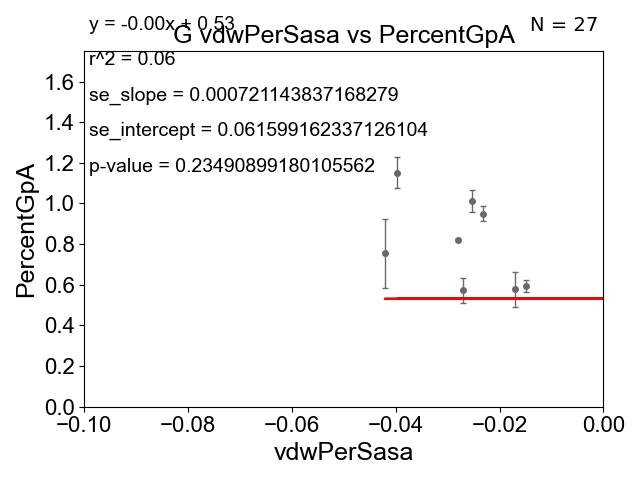 y = -0.00x + 0.53
G vdwPerSasa vs PercentGpA
N = 27
r^2 = 0.06
se_slope = 0.000721143837168279
se_intercept = 0.061599162337126104
p-value = 0.23490899180105562
PercentGpA
1.6
1.4
1.2
1.0
0.8
0.6
0.4
0.2
0.0
−0.10
−0.08
−0.06
−0.04
−0.02
0.00
vdwPerSasa